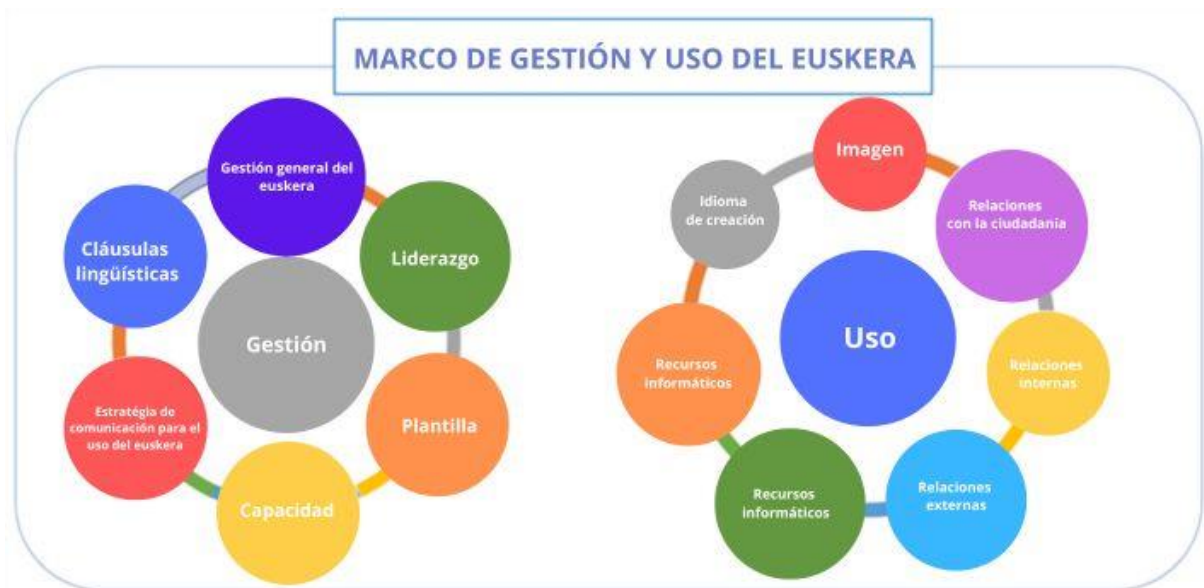 MARCO DE GESTIÓN Y USO DEL EUSKERA
Gestión general del
euskera
Liderazgo
Plantilla
Capacidad
Estratégia de
comunicación para el
uso del euskera
Cláusulas
lingüísticas
Gestión
Imagen
Relaciones
con la ciudadanía
Relaciones
internas
Relaciones
externas
Recursos
informáticos
Recursos
informáticos
Idioma
de creación
Uso